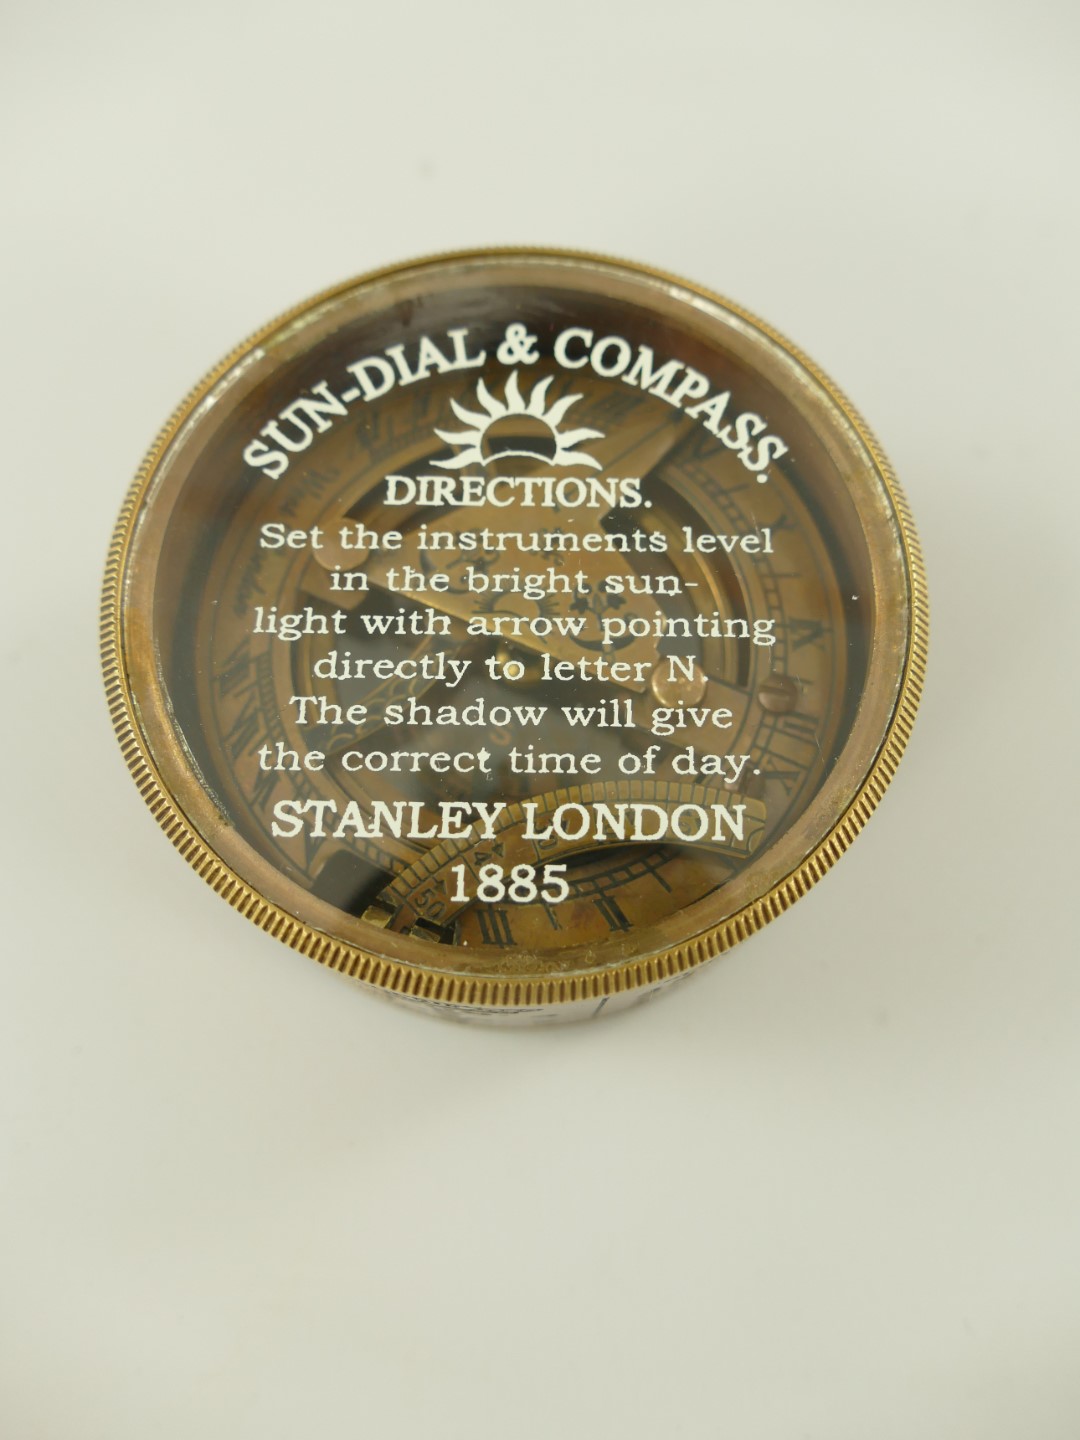 SUN-DIAL & COMPASS.
DIRECTIONS.
Set the instruments level
in the bright sun-
light with arrow pointing
directly to letter N.
The shadow will give
the correct time of day.
STANLEY LONDON
1885
150